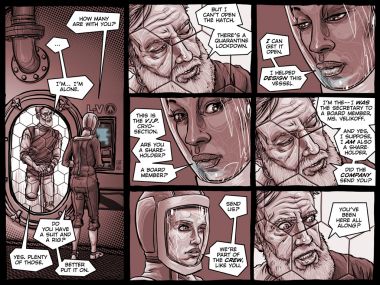 HOW MANY
ARE WITH YOU?
...
I'M... I'M
ALONE.
LVA
DO
YOU HAVE
A SUIT AND
A RIG?
YES. PLENTY
OF THOSE.
BETTER
PUT IT ON.
BUT I
CAN'T OPEN
THE HATCH.
THERE'S A
QUARANTINE
LOCKDOWN.
I CAN
GET IT
OPEN.
I HELPED
DESIGN THIS
VESSEL.
THIS IS
THE V.I.P.
CRYO-
SECTION.
ARE YOU
A SHARE-
HOLDER?
A BOARD
MEMBER?
I'M THE-- I WAS
THE SECRETARY TO
A BOARD MEMBER,
MS. VELIKOFF.
AND YES,
I SUPPOSE,
I AM ALSO
A SHARE-
HOLDER.
DID THE
COMPANY
SEND YOU?
SEND
US?
WE'RE
PART OF
THE CREW,
LIKE YOU.
YOU'VE
BEEN HERE
ALL ALONG?